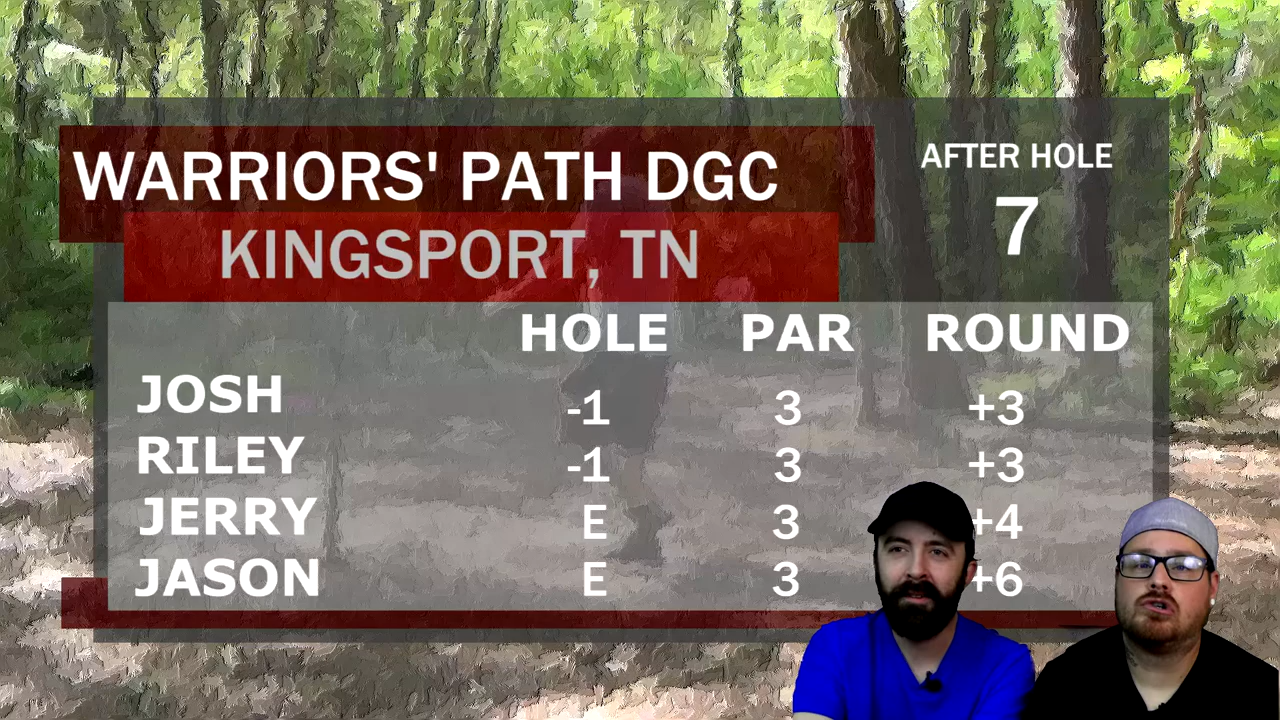 WARRIORS' PATH DGC
KINGSPORT, TN
AFTER HOLE
7
HOLE PAR ROUND
JOSH -1 3 +3
RILEY -1 3 +3
JERRY E 3 +4
JASON E 3 +6